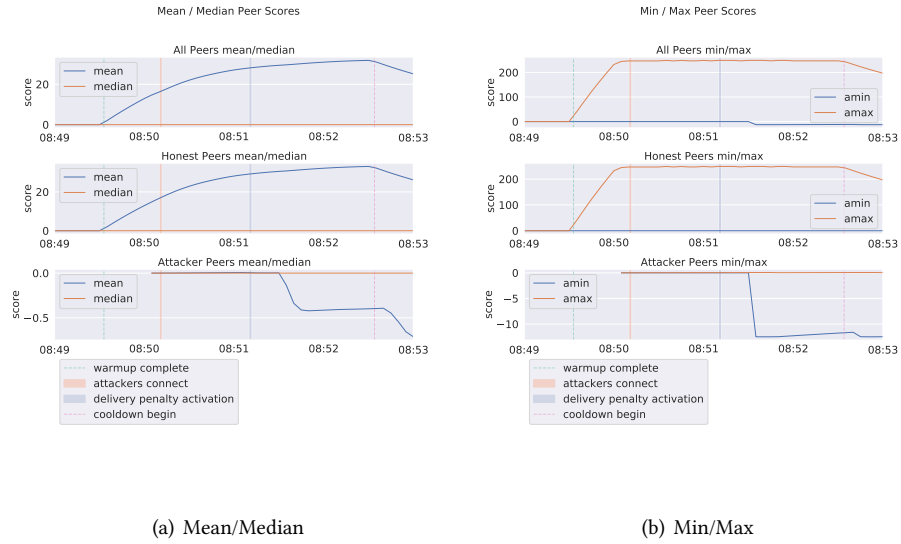 Mean / Median Peer Scores
All Peers mean/median
score
20
0
mean
median
08:49 08:50 08:51 08:52 08:53
Honest Peers mean/median
score
20
0
mean
median
08:49 08:50 08:51 08:52 08:53
Attacker Peers mean/median
score
0.0
−0.5
mean
median
08:49 08:50 08:51 08:52 08:53
warmup complete
attackers connect
delivery penalty activation
cooldown begin
(a) Mean/Median
Min / Max Peer Scores
All Peers min/max
score
200
100
0
amin
amax
08:49 08:50 08:51 08:52 08:53
Honest Peers min/max
score
200
100
0
amin
amax
08:49 08:50 08:51 08:52 08:53
Attacker Peers min/max
score
0
−5
−10
amin
amax
08:49 08:50 08:51 08:52 08:53
warmup complete
attackers connect
delivery penalty activation
cooldown begin
(b) Min/Max